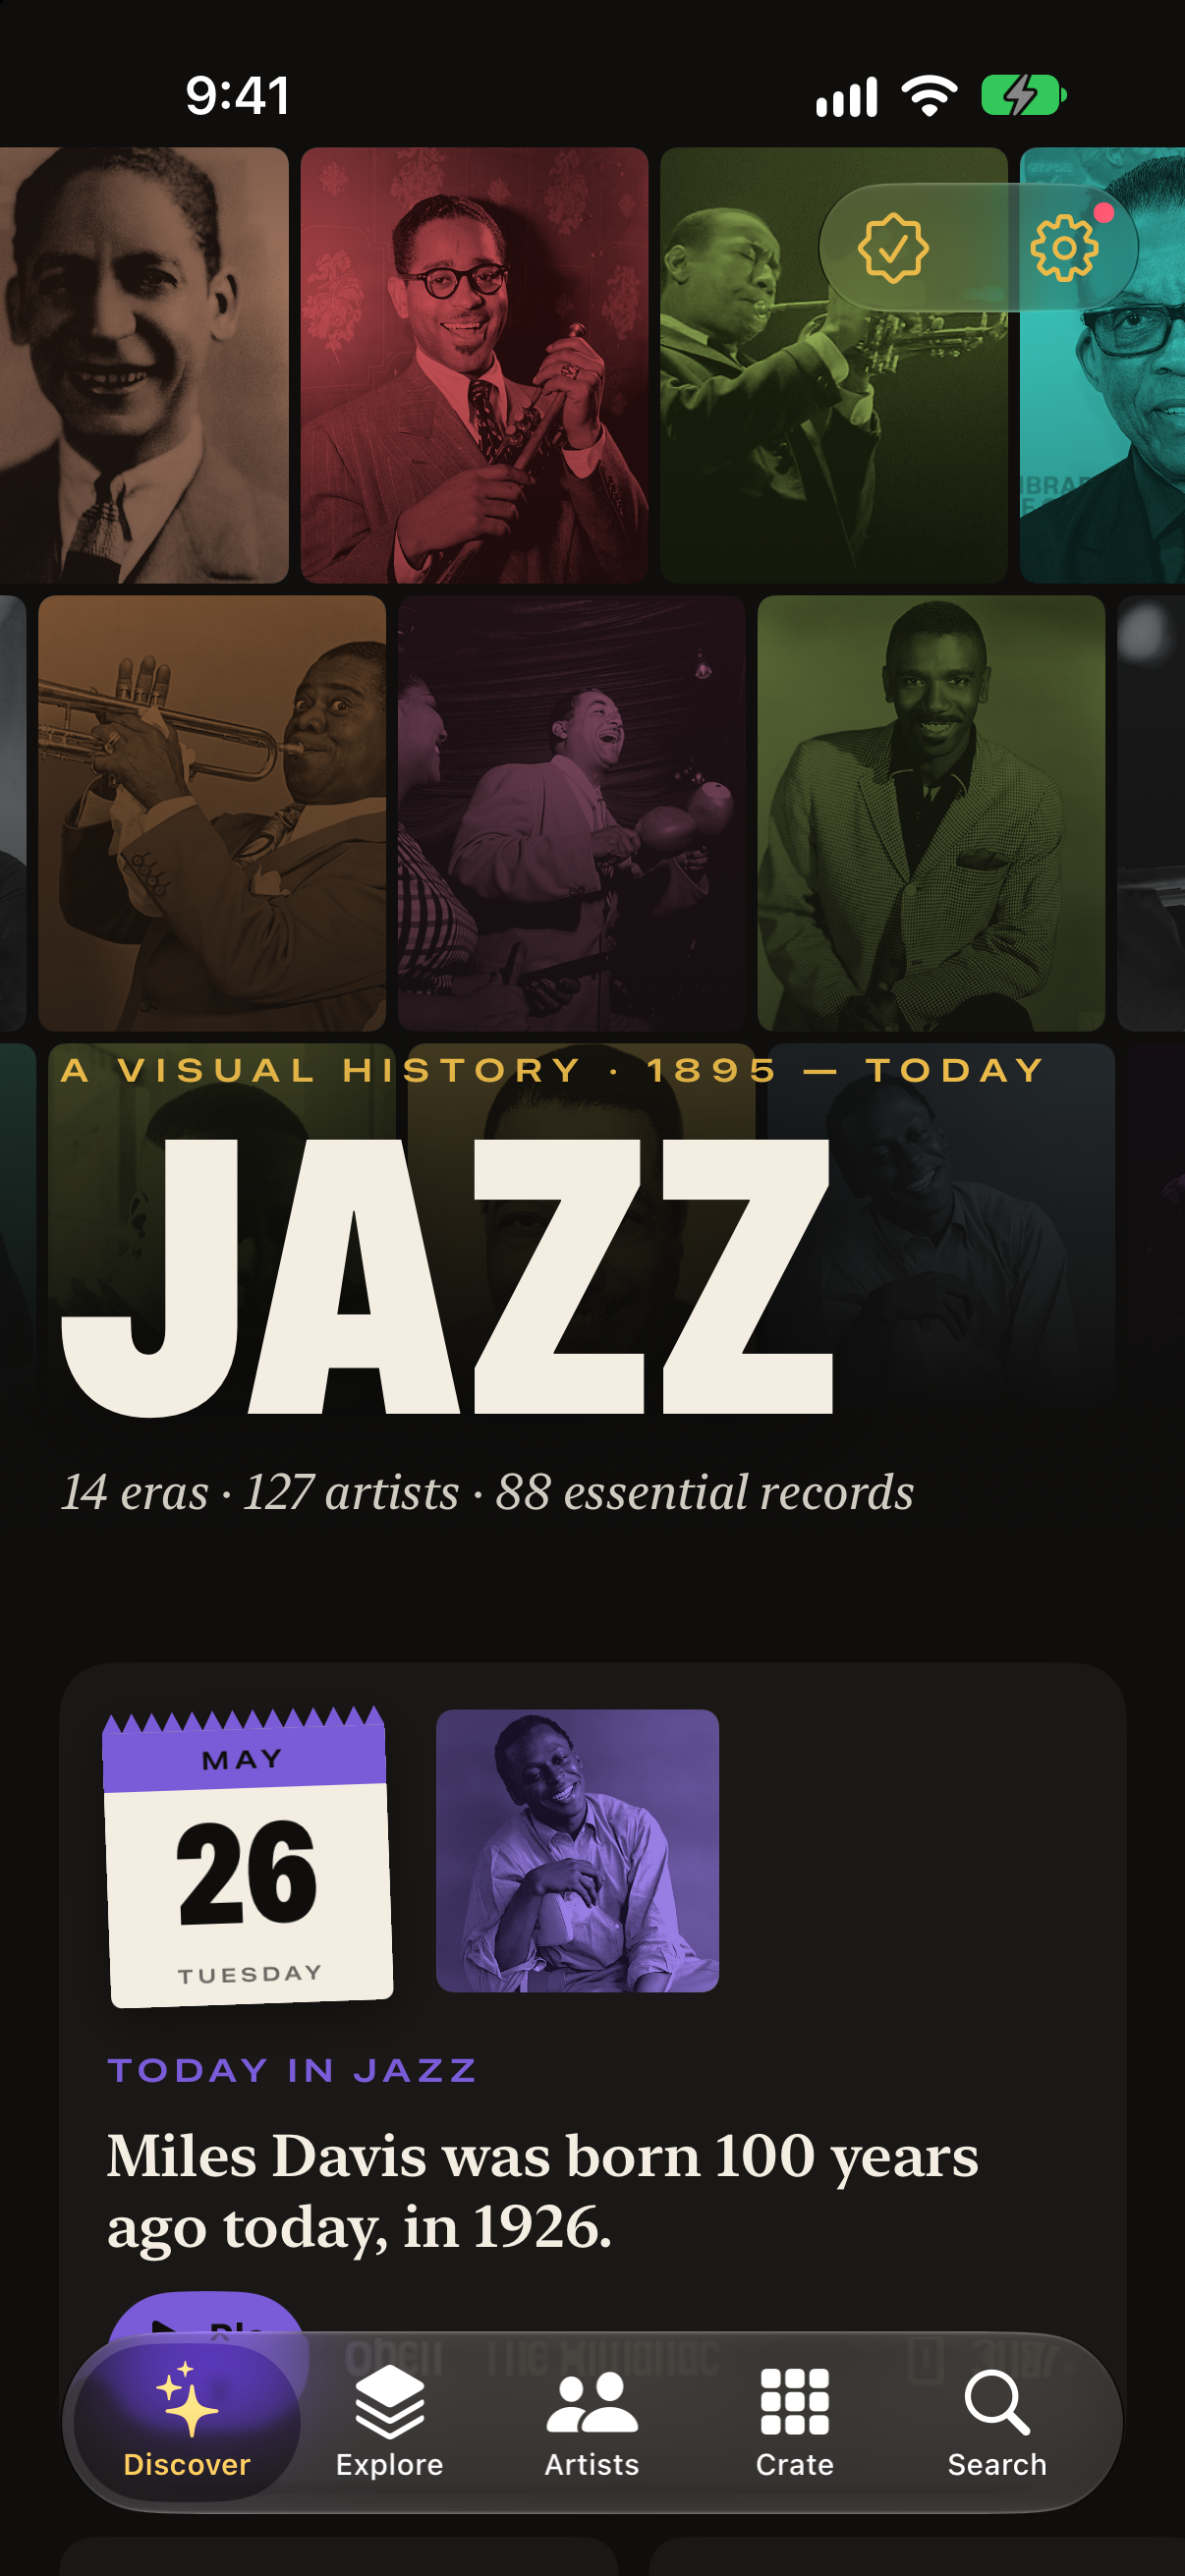 9:41
A VISUAL HISTORY · 1895 — TODAY
JAZZ
14 eras · 127 artists · 88 essential records
MAY
26
TUESDAY
TODAY IN JAZZ
Miles Davis was born 100 years
ago today, in 1926.
Discover
Explore
Artists
Crate
Search